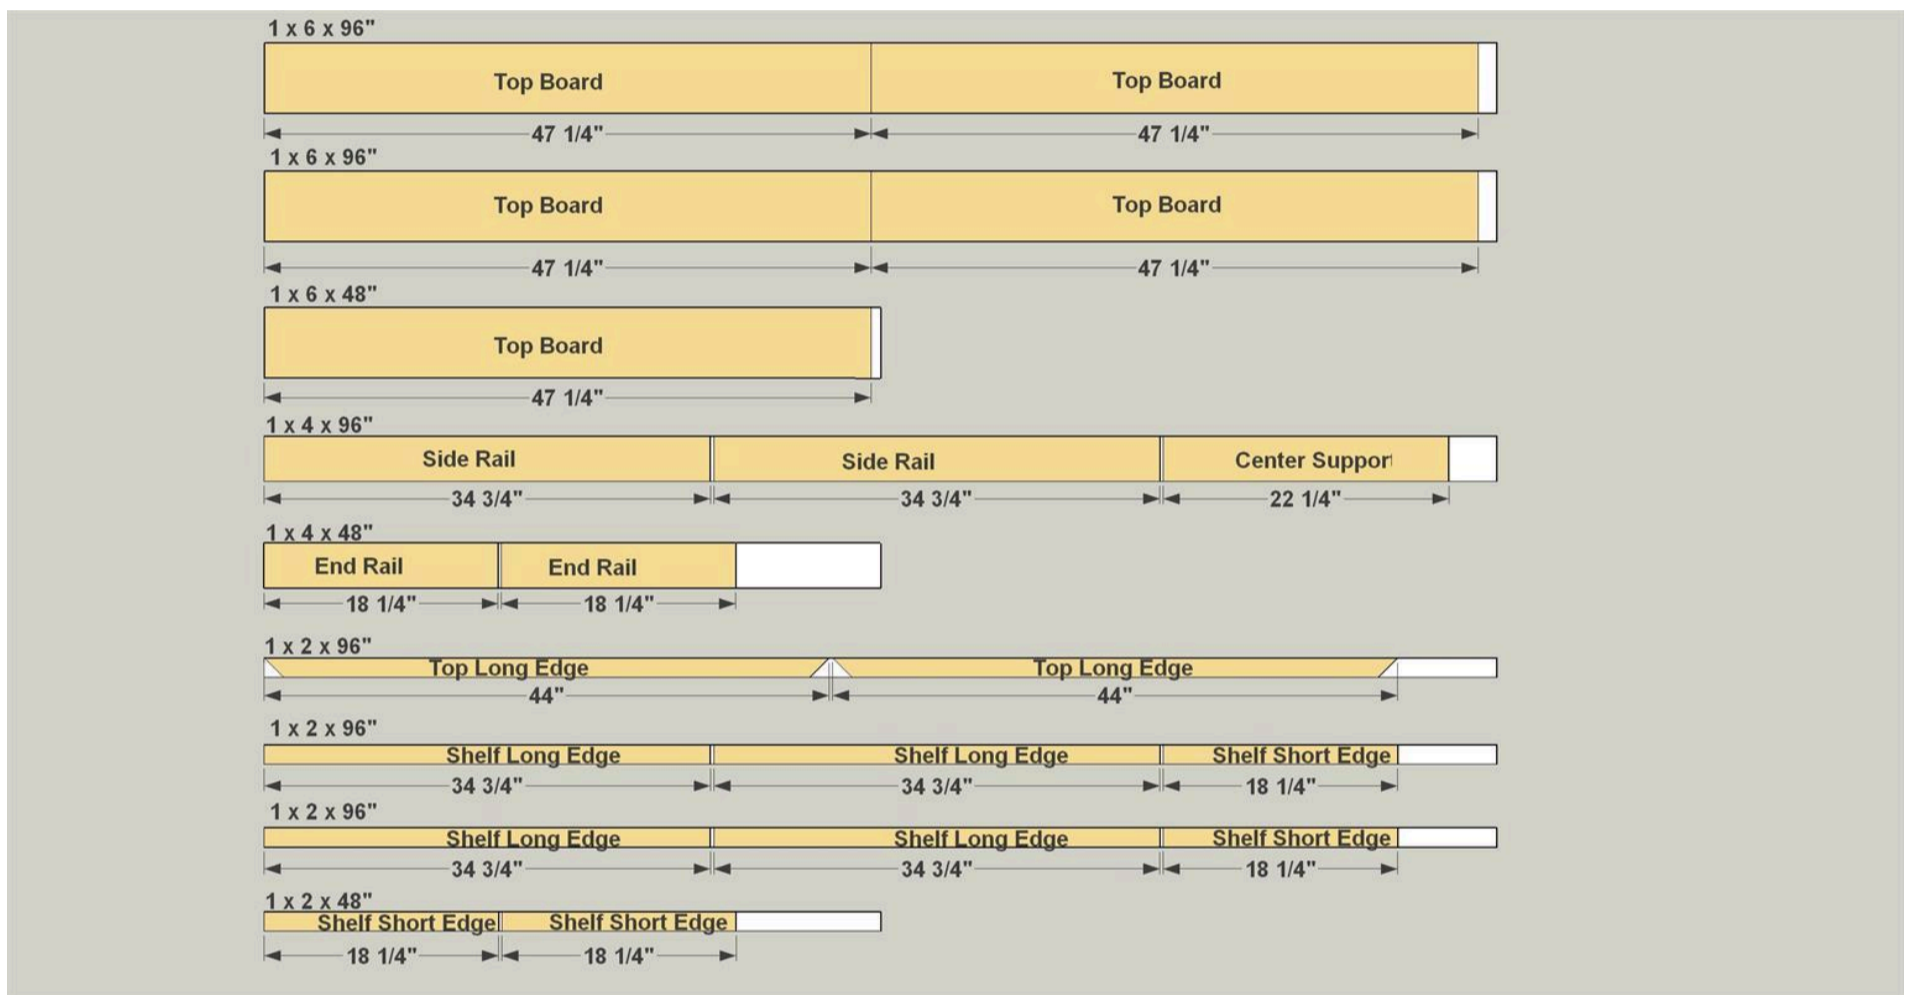 1 x 6 x 96"
Top Board Top Board
47 1/4" 47 1/4"
1 x 6 x 96"
Top Board Top Board
47 1/4" 47 1/4"
1 x 6 x 48"
Top Board
47 1/4"
1 x 4 x 96"
Side Rail Side Rail Center Support
34 3/4" 34 3/4" 22 1/4"
1 x 4 x 48"
End Rail End Rail
18 1/4" 18 1/4"
1 x 2 x 96"
Top Long Edge Top Long Edge
44" 44"
1 x 2 x 96"
Shelf Long Edge Shelf Long Edge Shelf Short Edge
34 3/4" 34 3/4" 18 1/4"
1 x 2 x 96"
Shelf Long Edge Shelf Long Edge Shelf Short Edge
34 3/4" 34 3/4" 18 1/4"
1 x 2 x 48"
Shelf Short Edge Shelf Short Edge
18 1/4" 18 1/4"